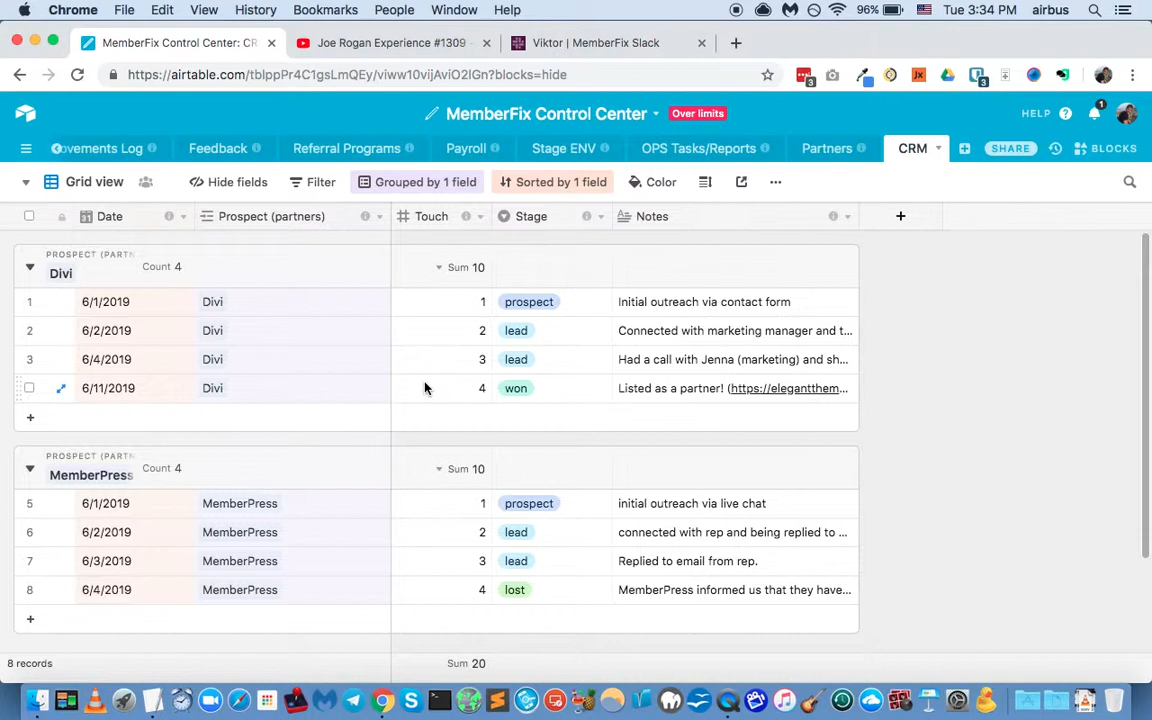 Chrome File Edit View History Bookmarks People Window Help 96% Tue 3:34 PM airbus
MemberFix Control Center: CR Joe Rogan Experience #1309 - Viktor | MemberFix Slack
https://airtable.com/tblppPr4C1gsLmQEy/viww10vijAviO2IGn?blocks=hide
3 3
MemberFix Control Center Over limits HELP 1
ovements Log Feedback Referral Programs Payroll Stage ENV OPS Tasks/Reports Partners CRM SHARE BLOCKS
Grid view Hide fields Filter Grouped by 1 field Sorted by 1 field Color
Date Prospect (partners) Touch Stage Notes
PROSPECT (PARTN
Divi Count 4 Sum 10
1 6/1/2019 Divi 1 prospect Initial outreach via contact form
2 6/2/2019 Divi 2 lead Connected with marketing manager and t...
3 6/4/2019 Divi 3 lead Had a call with Jenna (marketing) and sh...
6/11/2019 Divi 4 won Listed as a partner! (https://elegantthem...
PROSPECT (PARTN
MemberPress Count 4 Sum 10
5 6/1/2019 MemberPress 1 prospect initial outreach via live chat
6 6/2/2019 MemberPress 2 lead connected with rep and being replied to ...
7 6/3/2019 MemberPress 3 lead Replied to email from rep.
8 6/4/2019 MemberPress 4 lost MemberPress informed us that they have...
8 records Sum 20